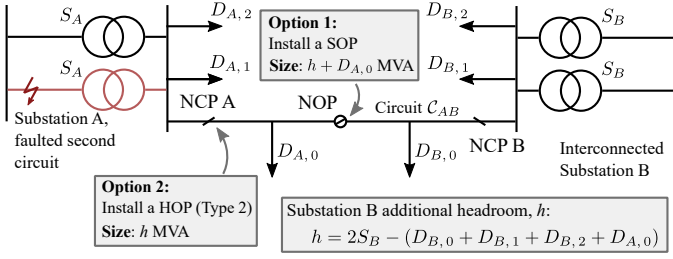 S_A
D_{A,2}
Option 1:
Install a SOP
Size: h + D_{A,0} MVA
D_{B,2}
S_B
S_A
D_{A,1}
D_{B,1}
S_B
NCP A
NOP
Circuit C_{AB}
Substation A,
faulted second
circuit
D_{A,0}
D_{B,0}
NCP B
Interconnected
Substation B
Option 2:
Install a HOP (Type 2)
Size: h MVA
Substation B additional headroom, h:
h = 2S_B − (D_{B,0} + D_{B,1} + D_{B,2} + D_{A,0})